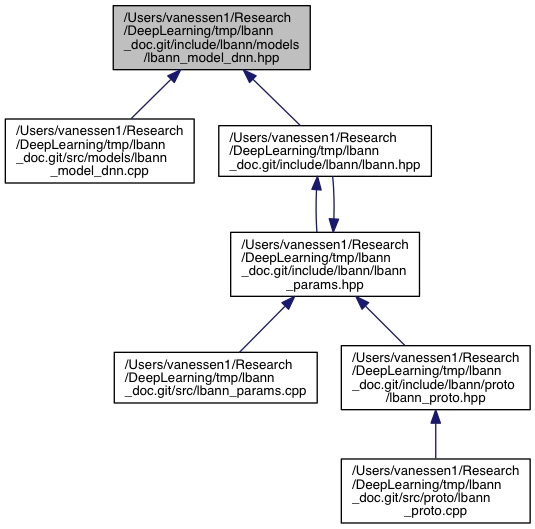 /Users/vanessen1/Research
/DeepLearning/tmp/lbann
_doc.git/include/lbann/models
/lbann_model_dnn.hpp
/Users/vanessen1/Research
/DeepLearning/tmp/lbann
_doc.git/src/models/lbann
_model_dnn.cpp
/Users/vanessen1/Research
/DeepLearning/tmp/lbann
_doc.git/include/lbann/lbann.hpp
/Users/vanessen1/Research
/DeepLearning/tmp/lbann
_doc.git/include/lbann/lbann
_params.hpp
/Users/vanessen1/Research
/DeepLearning/tmp/lbann
_doc.git/src/lbann_params.cpp
/Users/vanessen1/Research
/DeepLearning/tmp/lbann
_doc.git/include/lbann/proto
/lbann_proto.hpp
/Users/vanessen1/Research
/DeepLearning/tmp/lbann
_doc.git/src/proto/lbann
_proto.cpp